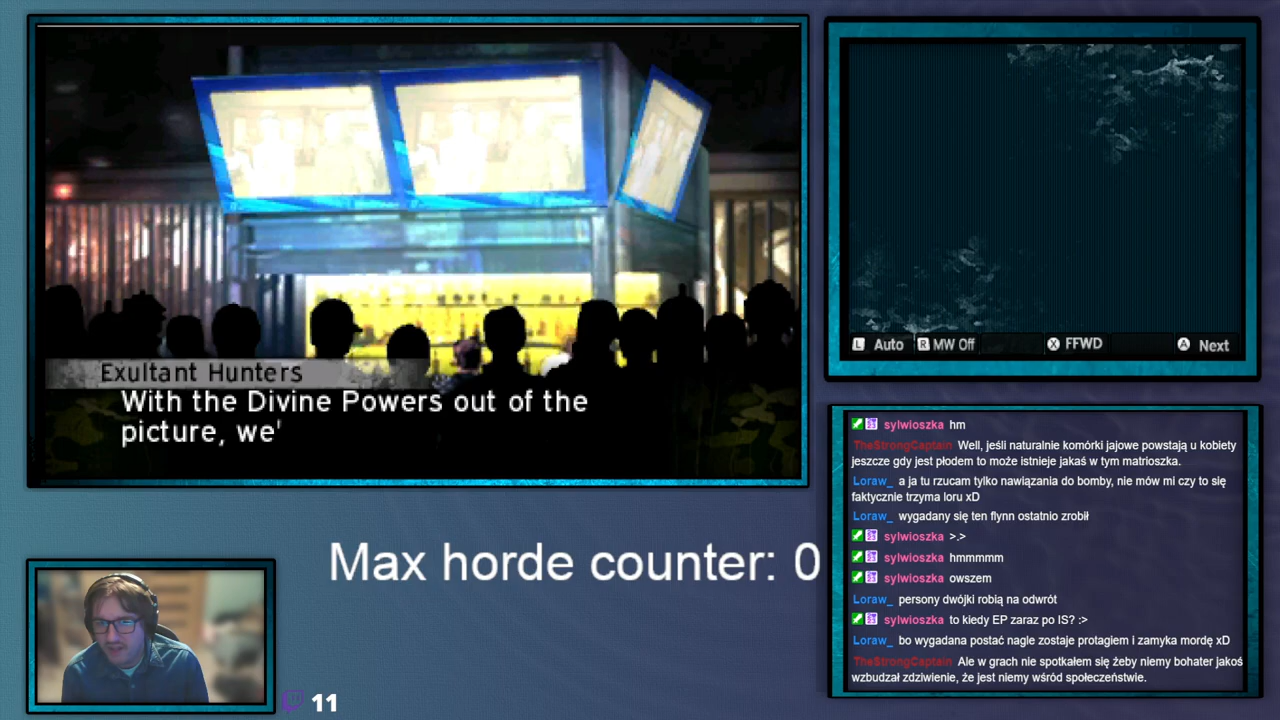 Exultant Hunters
With the Divine Powers out of the
picture, we'
L Auto R MW Off X FFWD A Next
sylwioszka hm
TheStrongCaptain Well, jeśli naturalnie komórki jajowe powstają u kobiety
jeszcze gdy jest płodem to może istnieje jakaś w tym matrioszka.
Loraw_ a ja tu rzucam tylko nawiązania do bomby, nie mów mi czy to się
faktycznie trzyma loru xD
Loraw_ wygadany się ten flynn ostatnio zrobił
sylwioszka >.>
sylwioszka hmmmmm
sylwioszka owszem
Loraw_ persony dwójki robią na odwrót
sylwioszka to kiedy EP zaraz po IS? :>
Loraw_ bo wygadana postać nagle zostaje protagiem i zamyka mordę xD
TheStrongCaptain Ale w grach nie spotkałem się żeby niemy bohater jakoś
wzbudzał zdziwienie, że jest niemy wśród społeczeństwie.
Max horde counter: 0
11